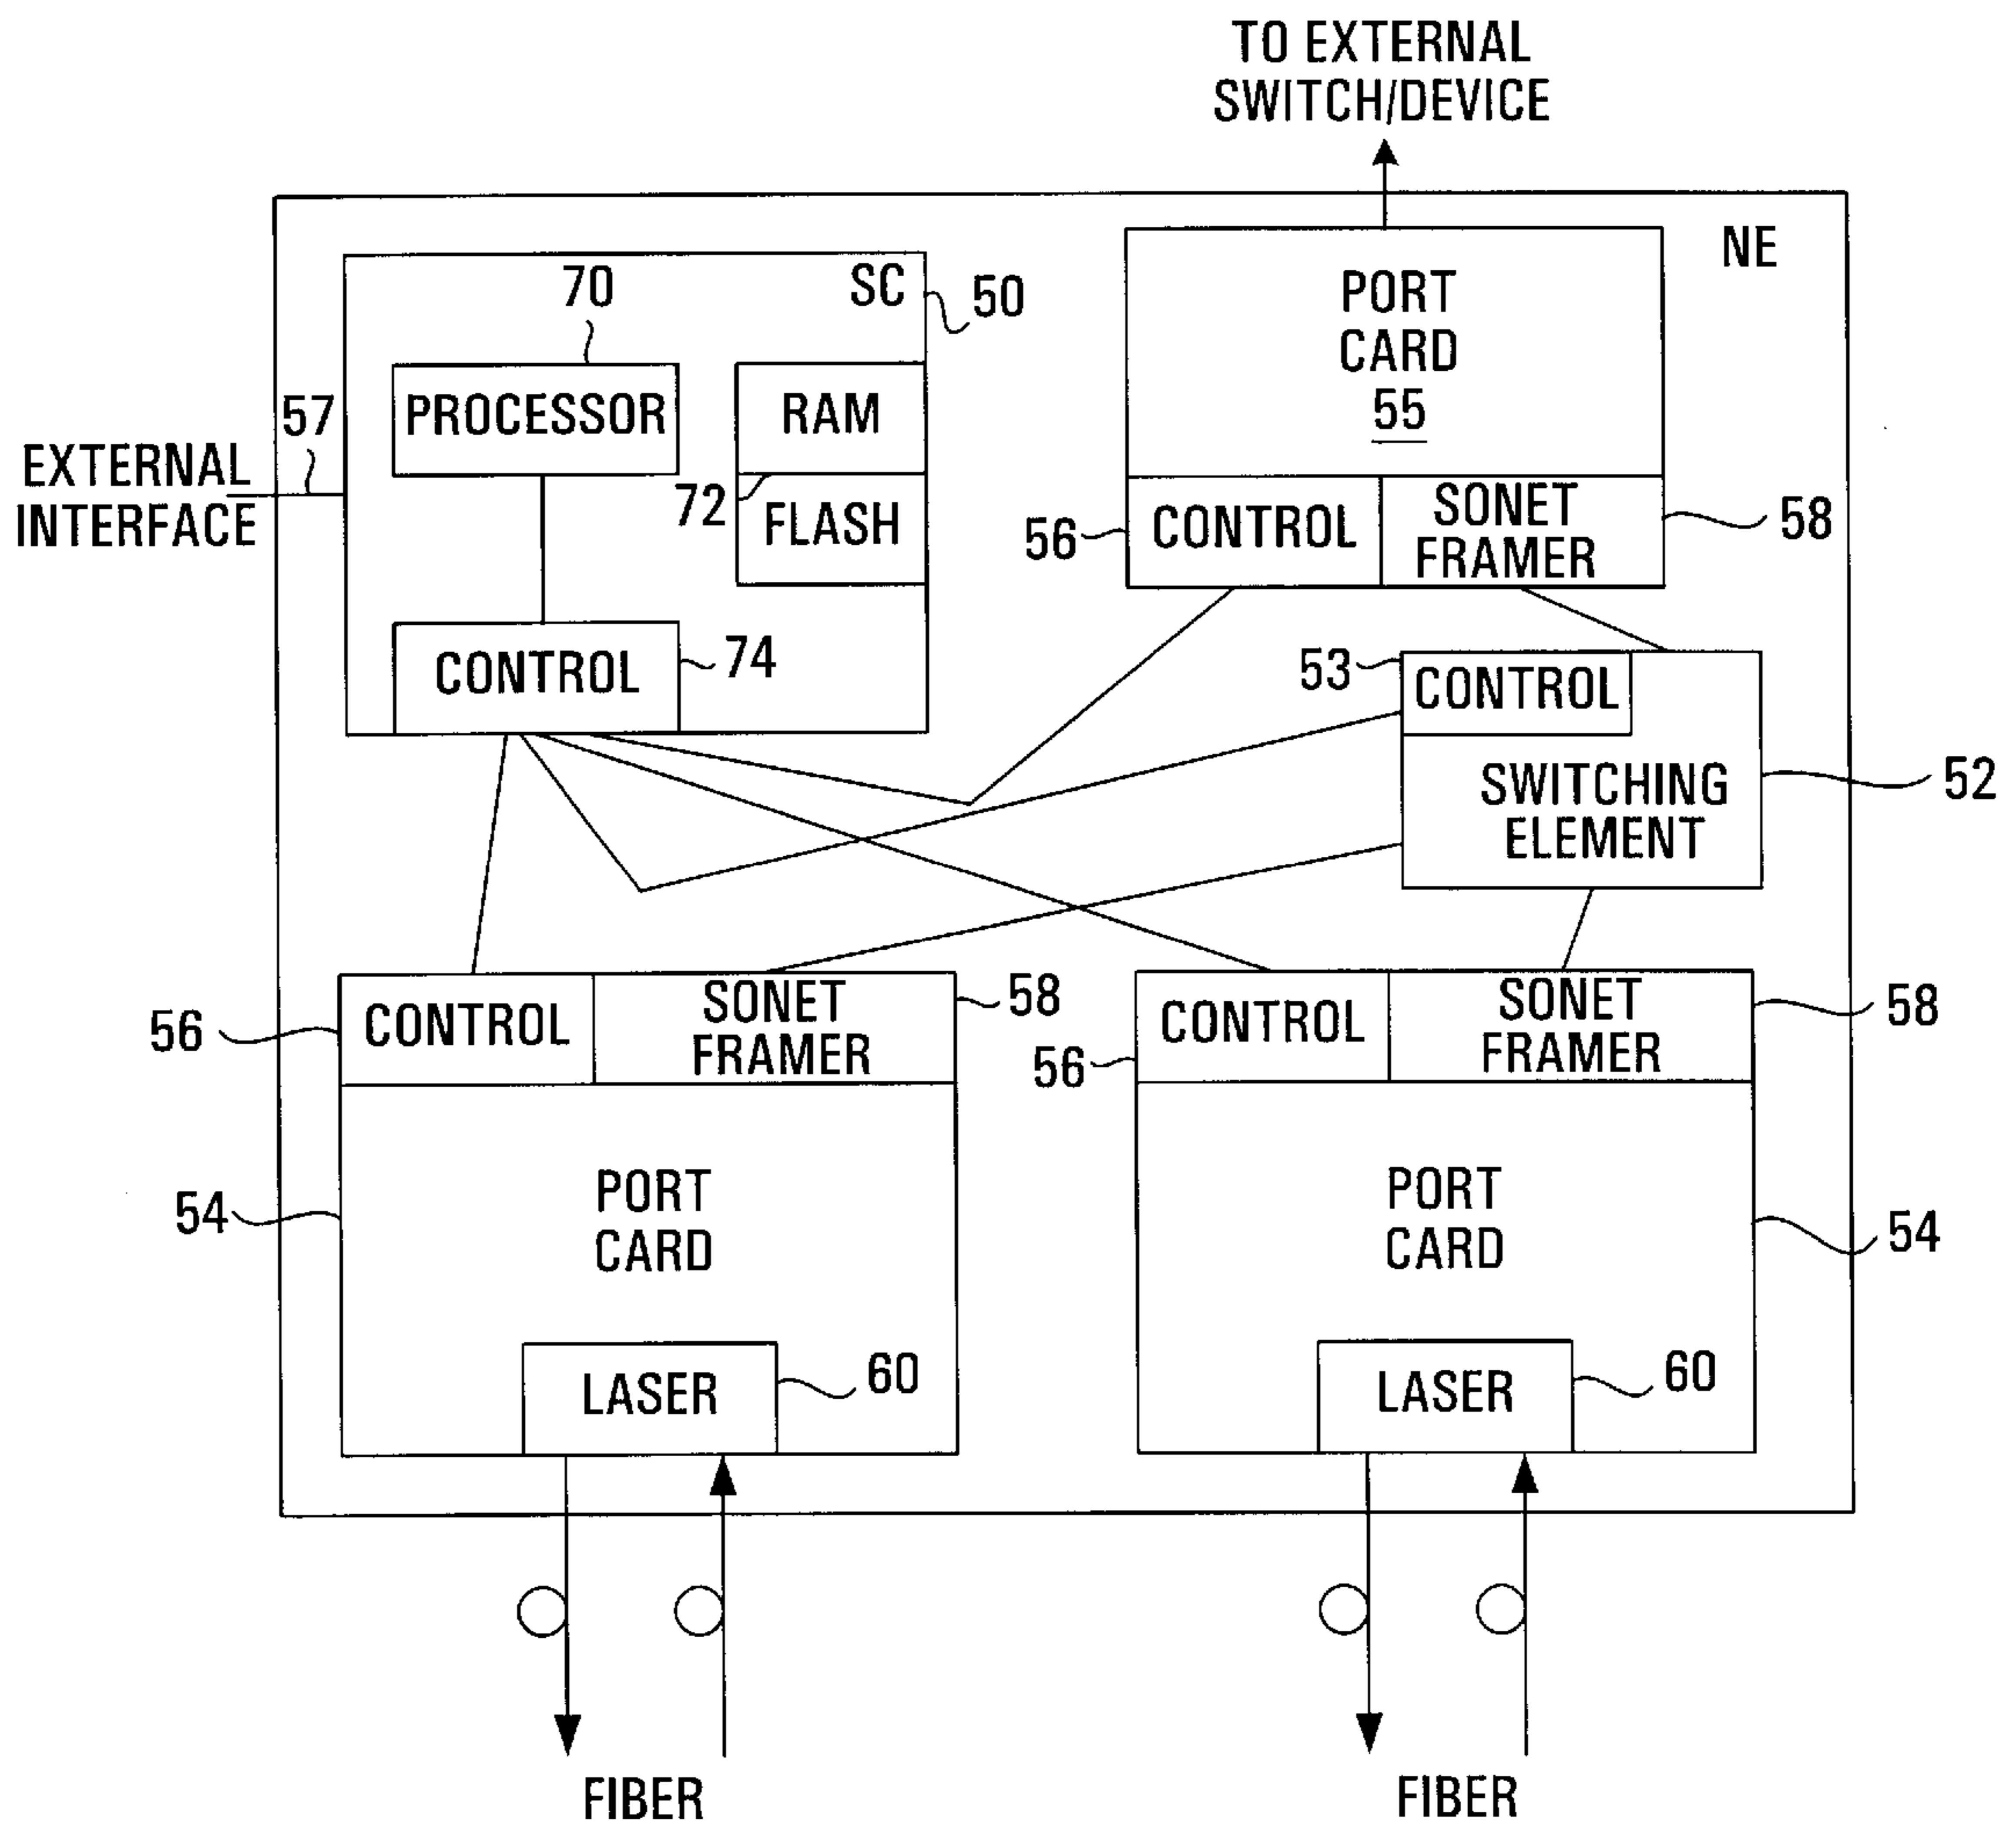 TO EXTERNAL
SWITCH/DEVICE
NE
SC
50
70
PROCESSOR
RAM
72
FLASH
57
EXTERNAL
INTERFACE
CONTROL
74
PORT
CARD
55
56
CONTROL
SONET
FRAMER
58
53
CONTROL
SWITCHING
ELEMENT
52
56
CONTROL
SONET
FRAMER
58
PORT
CARD
54
LASER
60
FIBER
56
CONTROL
SONET
FRAMER
58
PORT
CARD
54
LASER
60
FIBER